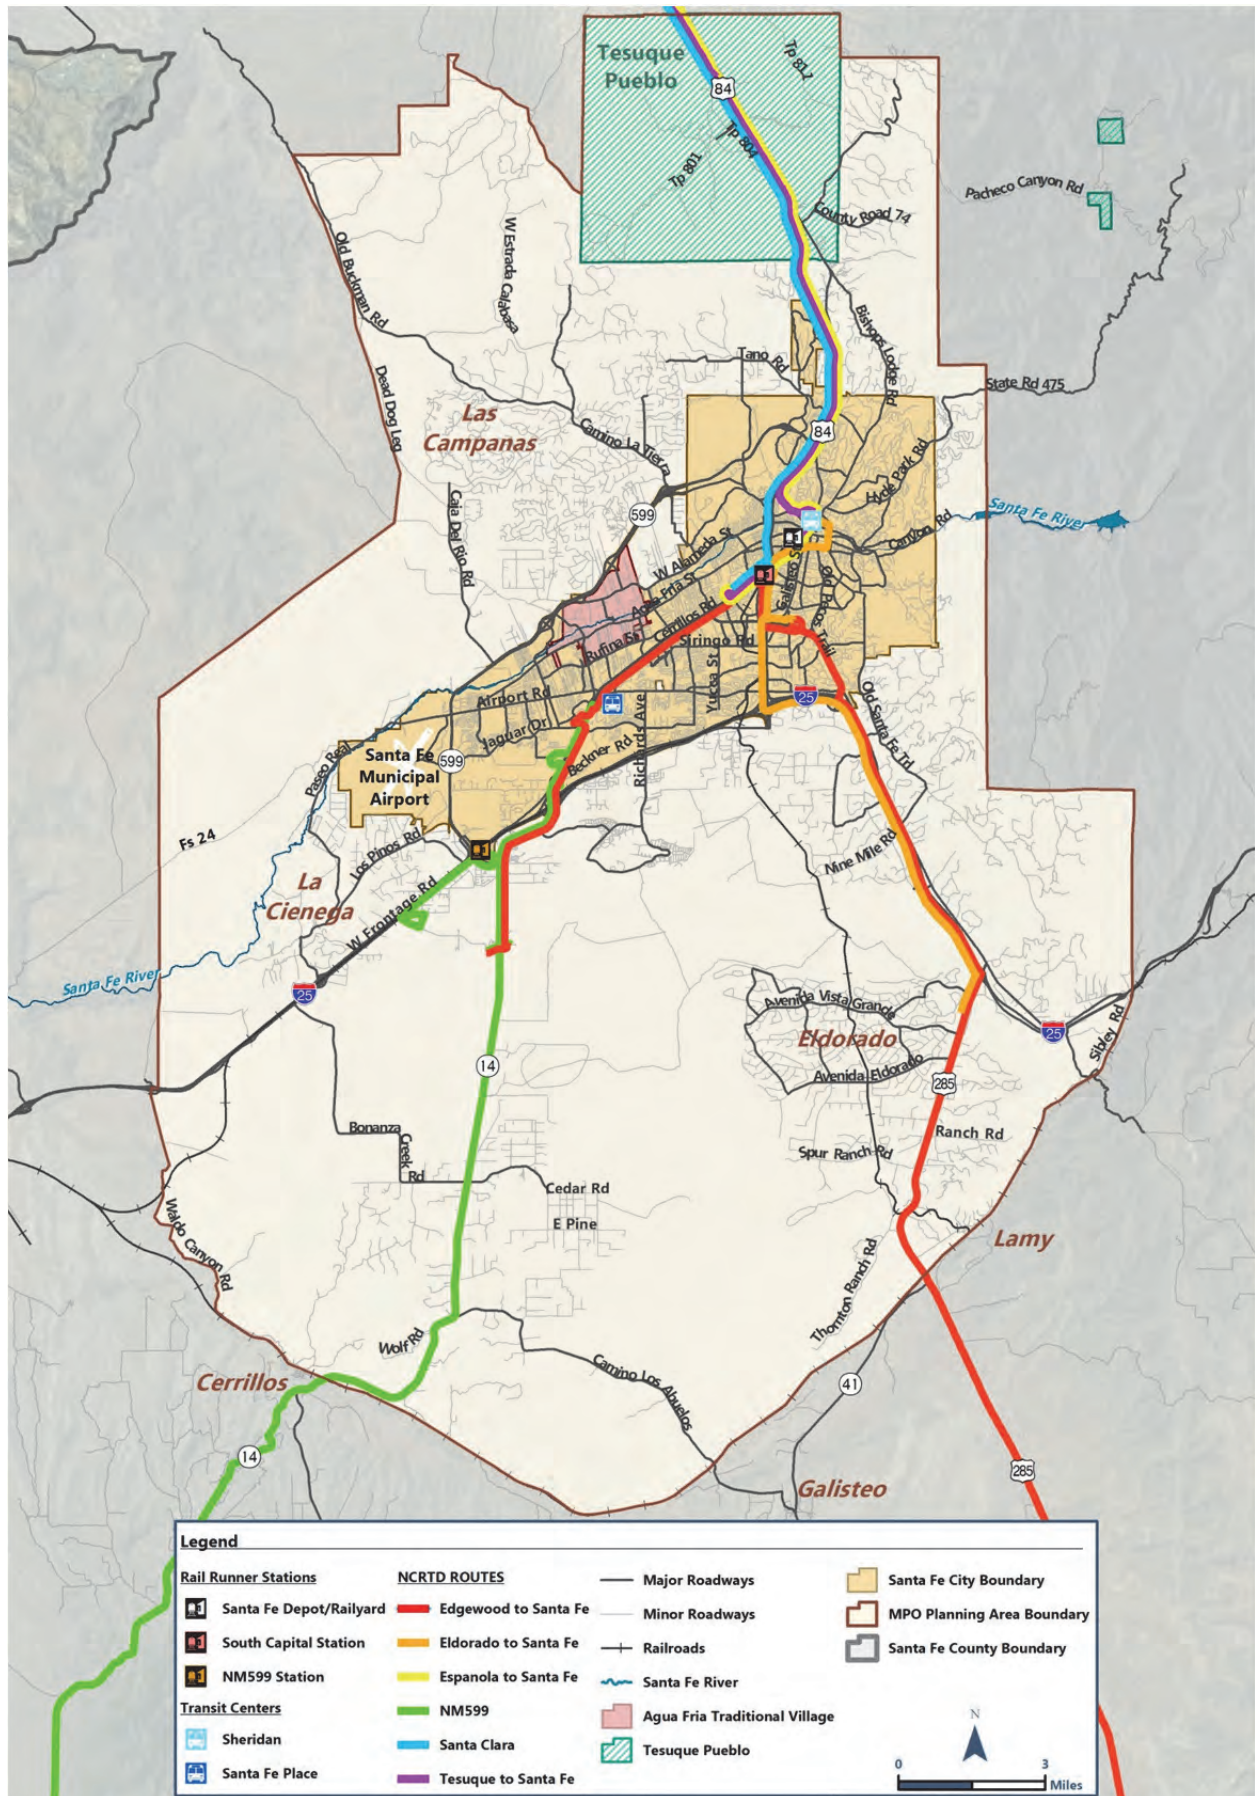 Tesuque
Pueblo
Tp 817
84
Tp 804
Tp 801
Pacheco Canyon Rd
County Road 74
W Estrada Calabasa
Old Buckman Rd
Bishops Lodge Rd
Tano Rd
State Rd 475
Dead Dog Leg
Las
Campanas
Camino La Tierra
84
Hyde Park Rd
Caja Del Rio Rd
599
Santa Fe River
Canyon Rd
W Alameda St
Agua Fria St
Galisteo St
Old Pecos Trail
Cerrillos Rd
Rufina St
Siringo Rd
Yucca St
Airport Rd
25
Old Santa Fe Trl
Jaguar Dr
Richards Ave
Beckner Rd
Paseo Real
Santa Fe
Municipal
Airport
599
Fs 24
Los Pinos Rd
Nine Mile Rd
La
Cienega
W Frontage Rd
Santa Fe River
25
Avenida Vista Grande
Eldorado
25
Sibley Rd
Avenida Eldorado
14
285
Bonanza
Creek
Rd
Ranch Rd
Spur Ranch Rd
Cedar Rd
E Pine
Waldo Canyon Rd
Lamy
Thornton Ranch Rd
Wolf Rd
Camino Los Abuelos
Cerrillos
41
14
Galisteo
285
Legend
Rail Runner Stations
Santa Fe Depot/Railyard
South Capital Station
NM599 Station
Transit Centers
Sheridan
Santa Fe Place
NCRTD ROUTES
Edgewood to Santa Fe
Eldorado to Santa Fe
Espanola to Santa Fe
NM599
Santa Clara
Tesuque to Santa Fe
Major Roadways
Minor Roadways
Railroads
Santa Fe River
Agua Fria Traditional Village
Tesuque Pueblo
Santa Fe City Boundary
MPO Planning Area Boundary
Santa Fe County Boundary
N
0 3
Miles